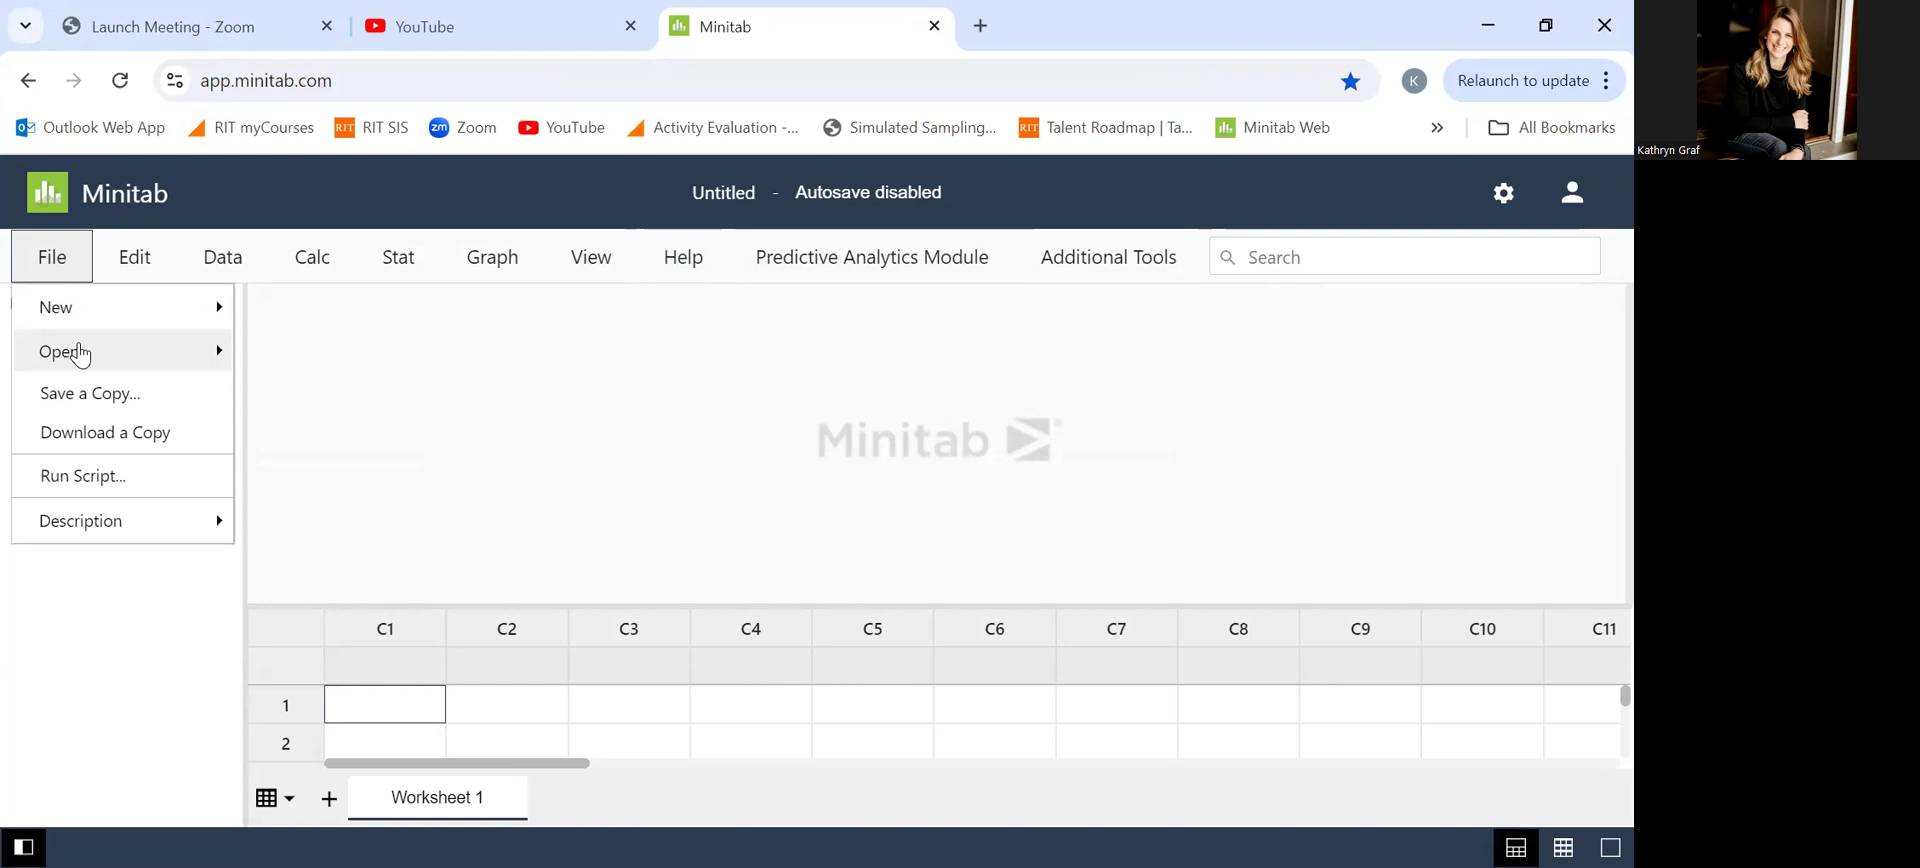 Launch Meeting - Zoom
YouTube
Minitab
app.minitab.com
K
Relaunch to update
Outlook Web App
RIT myCourses
RIT RIT SIS
zm Zoom
YouTube
Activity Evaluation -...
Simulated Sampling...
RIT Talent Roadmap | Ta...
Minitab Web
All Bookmarks
Kathryn Graf
Minitab
Untitled - Autosave disabled
File Edit Data Calc Stat Graph View Help Predictive Analytics Module Additional Tools Search
New
Open
Save a Copy...
Download a Copy
Run Script...
Description
Minitab
C1 C2 C3 C4 C5 C6 C7 C8 C9 C10 C11
1
2
Worksheet 1